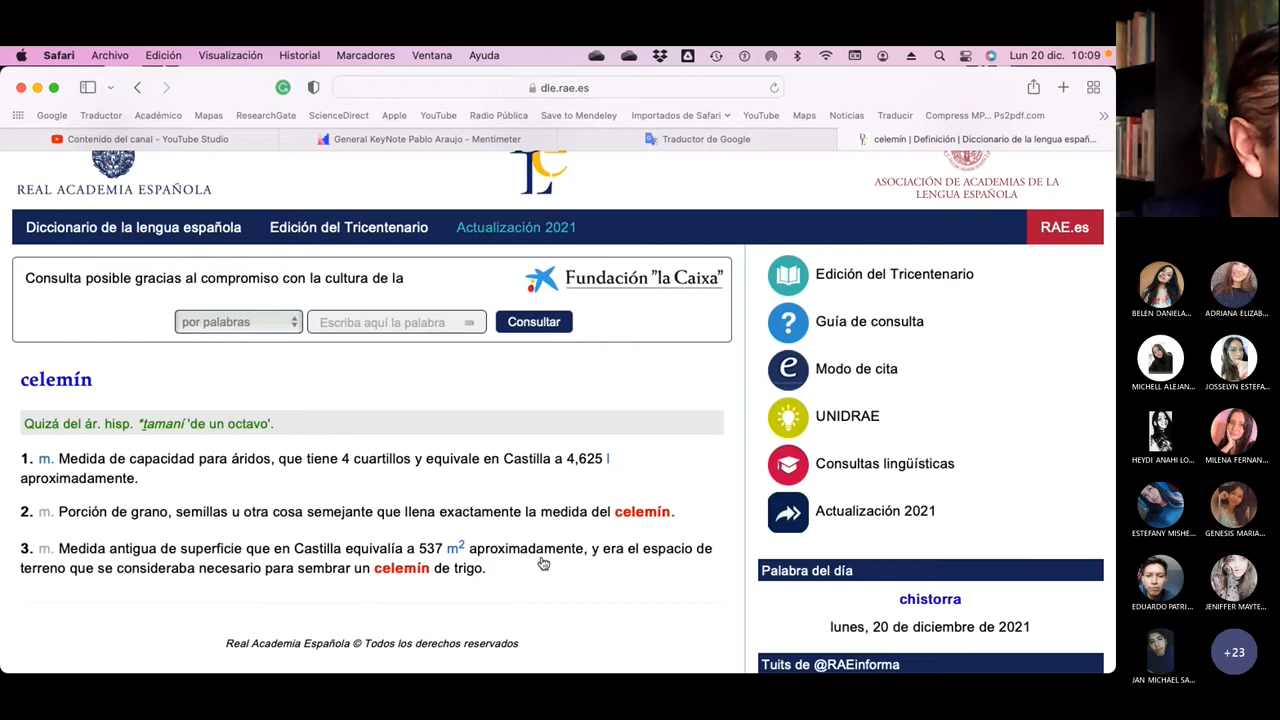 Safari Archivo Edición Visualización Historial Marcadores Ventana Ayuda Lun 20 dic. 10:09
dle.rae.es
Google Traductor Académico Mapas ResearchGate ScienceDirect Apple YouTube Radio Pública Save to Mendeley Importados de Safari YouTube Maps Noticias Traducir Compress MP... Ps2pdf.com
Contenido del canal - YouTube Studio General KeyNote Pablo Araujo - Mentimeter Traductor de Google celemín | Definición | Diccionario de la lengua españ...
REAL ACADEMIA ESPAÑOLA
ASOCIACIÓN DE ACADEMIAS DE LA
LENGUA ESPAÑOLA
Diccionario de la lengua española Edición del Tricentenario Actualización 2021 RAE.es
Consulta posible gracias al compromiso con la cultura de la
Fundación "la Caixa"
por palabras Escriba aquí la palabra Consultar
celemín
Quizá del ár. hisp. *ṯamaní 'de un octavo'.
1. m. Medida de capacidad para áridos, que tiene 4 cuartillos y equivale en Castilla a 4,625 l
aproximadamente.
2. m. Porción de grano, semillas u otra cosa semejante que llena exactamente la medida del celemín.
3. m. Medida antigua de superficie que en Castilla equivalía a 537 m2 aproximadamente, y era el espacio de
terreno que se consideraba necesario para sembrar un celemín de trigo.
Real Academia Española © Todos los derechos reservados
Edición del Tricentenario
? Guía de consulta
e Modo de cita
UNIDRAE
Consultas lingüísticas
Actualización 2021
Palabra del día
chistorra
lunes, 20 de diciembre de 2021
Tuits de @RAEinforma
BELEN DANIELA... ADRIANA ELIZAB...
MICHELL ALEJAN... JOSSELYN ESTEFA...
HEYDI ANAHI LO... MILENA FERNAN...
ESTEFANY MISHE... GENESIS MARIA...
EDUARDO PATRI... JENIFFER MAYTE...
JAN MICHAEL SA... +23